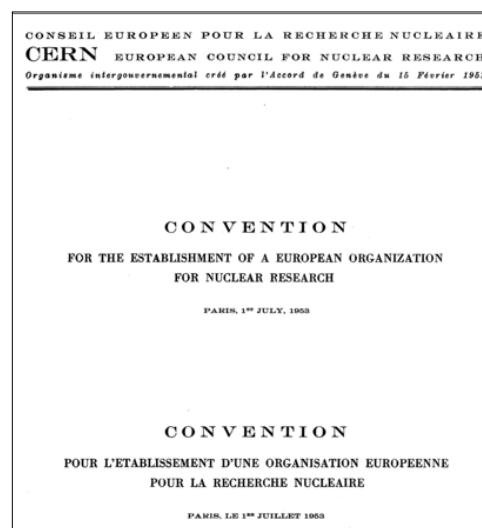 CONSEIL EUROPEEN POUR LA RECHERCHE NUCLEAIRE
CERN EUROPEAN COUNCIL FOR NUCLEAR RESEARCH
Organisme intergouvernemental créé par l'Accord de Genève du 15 Février 195
CONVENTION
FOR THE ESTABLISHMENT OF A EUROPEAN ORGANIZATION
FOR NUCLEAR RESEARCH
PARIS, 1ST JULY, 1953
CONVENTION
POUR L'ETABLISSEMENT D'UNE ORGANISATION EUROPEENNE
POUR LA RECHERCHE NUCLEAIRE
PARIS, LE 1ER JUILLET 1953